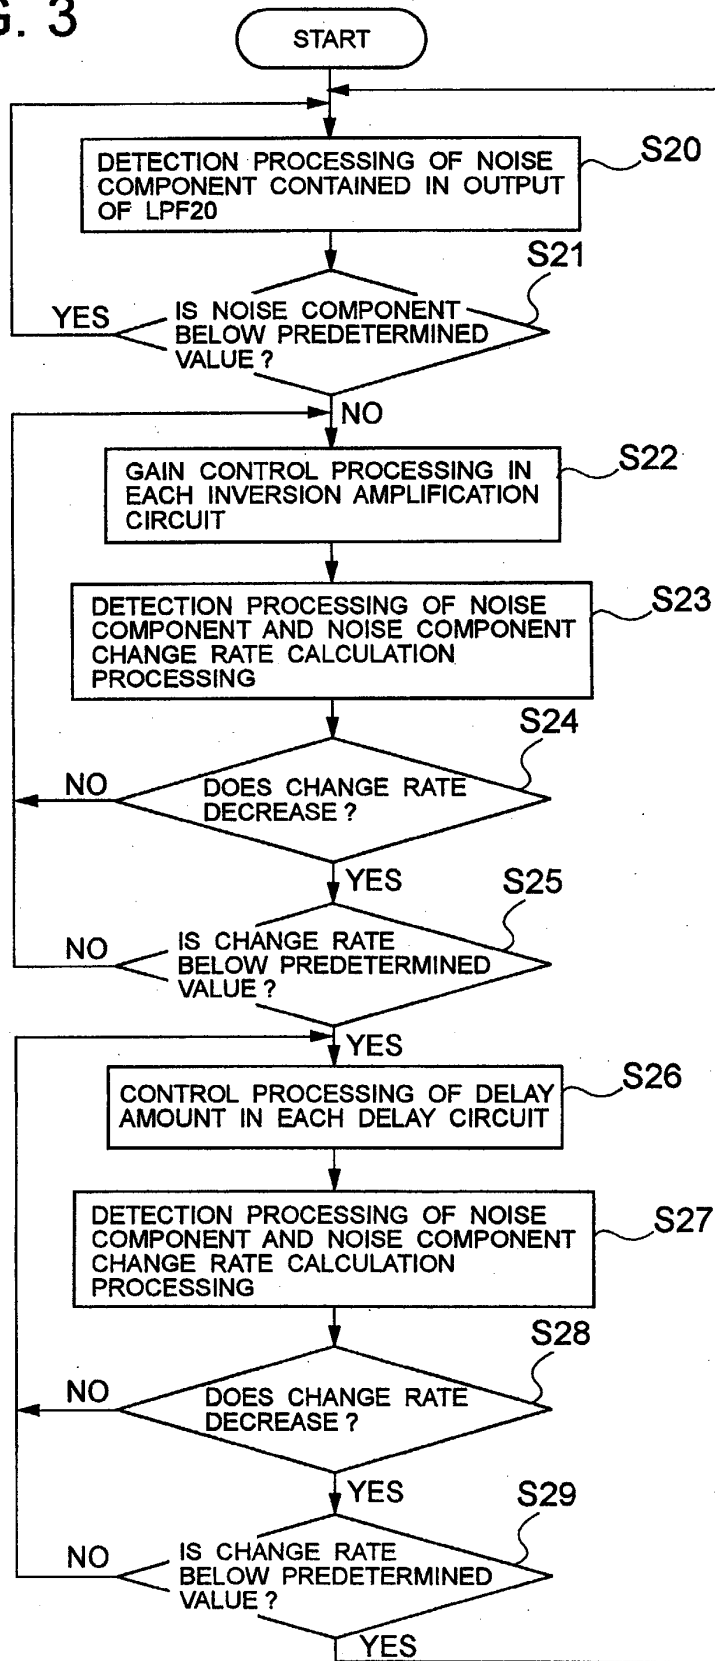 G. 3
START
DETECTION PROCESSING OF NOISE
COMPONENT CONTAINED IN OUTPUT
OF LPF20
S20
S21
IS NOISE COMPONENT
BELOW PREDETERMINED
VALUE ?
YES
NO
GAIN CONTROL PROCESSING IN
EACH INVERSION AMPLIFICATION
CIRCUIT
S22
DETECTION PROCESSING OF NOISE
COMPONENT AND NOISE COMPONENT
CHANGE RATE CALCULATION
PROCESSING
S23
S24
DOES CHANGE RATE
DECREASE ?
NO
YES
S25
IS CHANGE RATE
BELOW PREDETERMINED
VALUE ?
NO
YES
CONTROL PROCESSING OF DELAY
AMOUNT IN EACH DELAY CIRCUIT
S26
DETECTION PROCESSING OF NOISE
COMPONENT AND NOISE COMPONENT
CHANGE RATE CALCULATION
PROCESSING
S27
S28
DOES CHANGE RATE
DECREASE ?
NO
YES
S29
IS CHANGE RATE
BELOW PREDETERMINED
VALUE ?
NO
YES